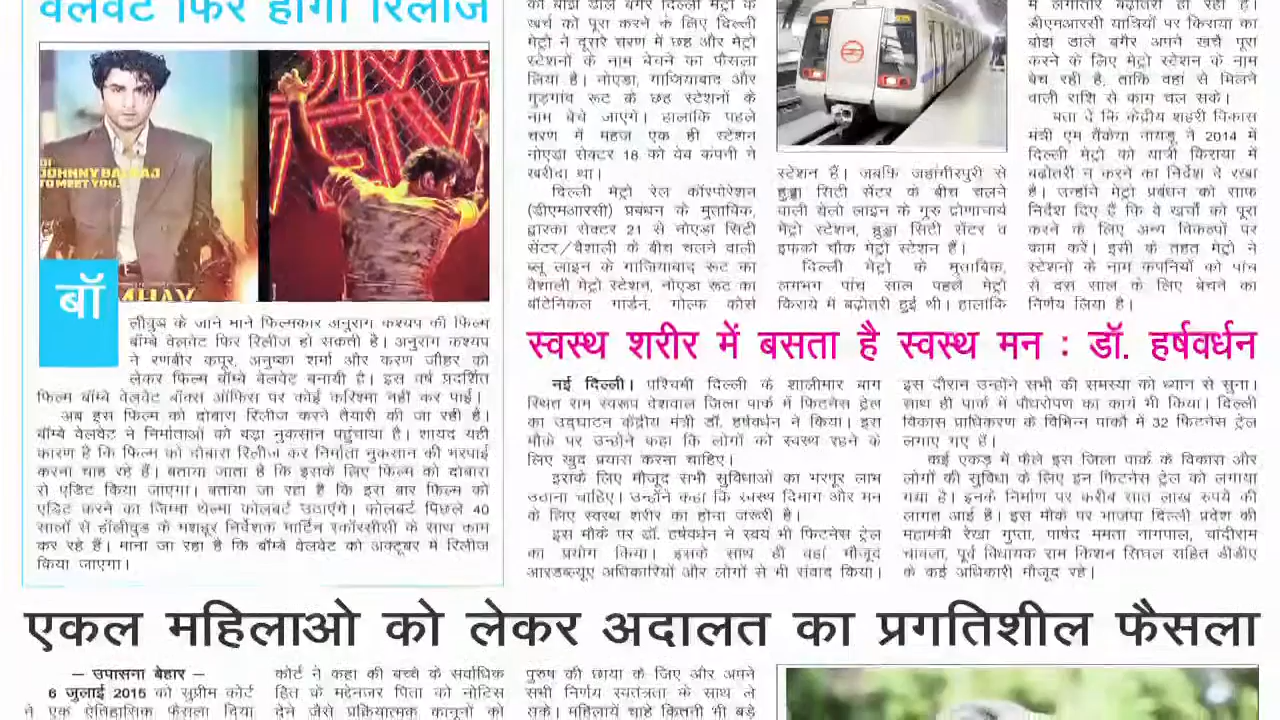 वेलवेट फिर होगी रिलीज
JOHNNY BALRAJ
TO MEET YOU.
बॉ
लीवुड के जाने माने फिल्मकार अनुराग कश्यप की फिल्म
बॉम्बे वेलवेट फिर रिलीज हो सकती है। अनुराग कश्यप
ने रणबीर कपूर, अनुष्का शर्मा और करण जौहर को
लेकर फिल्म बॉम्बे वेलवेट बनायी है। इस वर्ष प्रदर्शित
फिल्म बॉम्बे वेलवेट बॉक्स ऑफिस पर कोई करिश्मा नहीं कर पाई।
अब इस फिल्म को दोबारा रिलीज करने तैयारी की जा रही है।
बॉम्बे वेलवेट ने निर्माताओं को बड़ा नुकसान पहुंचाया है। शायद यही
कारण है कि फिल्म को दोबारा रिलीज कर निर्माता नुकसान की भरपाई
करना चाह रहे हैं। बताया जाता है कि इसके लिए फिल्म को दोबारा
से एडिट किया जाएगा। बताया जा रहा है कि इस बार फिल्म को
एडिट करने का जिम्मा थेल्मा कोलबर्ट उठाएंगे। कोलबर्ट पिछले 40
सालों से हॉलीवुड के मशहूर निर्देशक मार्टिन स्कॉरसीसी के साथ काम
कर रहे हैं। माना जा रहा है कि बॉम्बे वेलवेट को अक्टूबर में रिलीज
किया जाएगा।
का बोझ डाले बगैर दिल्ली मेट्रो के
खर्च को पूरा करने के लिए दिल्ली
मेट्रो ने दूसरे चरण में छह और मेट्रो
स्टेशनों के नाम बेचने का फैसला
लिया है। नोएडा, गाजियाबाद और
गुड़गांव रूट के छह स्टेशनों के
नाम बेचे जाएंगे। हालांकि पहले
चरण में महज एक ही स्टेशन
नोएडा सेक्टर 18 को वेव कंपनी ने
खरीदा था।
दिल्ली मेट्रो रेल कॉरपोरेशन
(डीएमआरसी) प्रबंधन के मुताबिक,
द्वारका सेक्टर 21 से नोएडा सिटी
सेंटर/वैशाली के बीच चलने वाली
ब्लू लाइन के गाजियाबाद रूट का
वैशाली मेट्रो स्टेशन, नोएडा रूट का
बॉटेनिकल गार्डन, गोल्फ कोर्स
स्टेशन हैं। जबकि जहांगीरपुरी से
हुड्डा सिटी सेंटर के बीच चलने
वाली येलो लाइन के गुरु द्रोणाचार्य
मेट्रो स्टेशन, हुड्डा सिटी सेंटर व
इफको चौक मेट्रो स्टेशन हैं।
दिल्ली मेट्रो के मुताबिक,
लगभग पांच साल पहले मेट्रो
किराये में बढ़ोतरी हुई थी। हालांकि
में लगातार बढ़ोतरी हो रही है।
डीएमआरसी यात्रियों पर किराया का
बोझ डाले बगैर अपने खर्चे पूरा
करने के लिए मेट्रो स्टेशन के नाम
बेच रही है, ताकि वहां से मिलने
वाली राशि से काम चल सके।
बता दें कि केंद्रीय शहरी विकास
मंत्री एम वेंकैया नायडू ने 2014 में
दिल्ली मेट्रो को यात्री किराया में
बढ़ोतरी न करने का निर्देश दे रखा
है। उन्होंने मेट्रो प्रबंधन को साफ
निर्देश दिए हैं कि वे खर्चों को पूरा
करने के लिए अन्य विकल्पों पर
काम करें। इसी के तहत मेट्रो ने
स्टेशनों के नाम कंपनियों को पांच
से दस साल के लिए बेचने का
निर्णय लिया है।
स्वस्थ शरीर में बसता है स्वस्थ मन : डॉ. हर्षवर्धन
नई दिल्ली। पश्चिमी दिल्ली के शालीमार बाग
स्थित राम स्वरूप देशवाल जिला पार्क में फिटनेस ट्रेल
का उद्घाटन केंद्रीय मंत्री डॉ. हर्षवर्धन ने किया। इस
मौके पर उन्होंने कहा कि लोगों को स्वस्थ रहने के
लिए खुद प्रयास करना चाहिए।
इसके लिए मौजूद सभी सुविधाओं का भरपूर लाभ
उठाना चाहिए। उन्होंने कहा कि स्वस्थ दिमाग और मन
के लिए स्वस्थ शरीर का होना जरूरी है।
इस मौके पर डॉ. हर्षवर्धन ने स्वयं भी फिटनेस ट्रेल
का प्रयोग किया। इसके साथ ही वहां मौजूद
आरडब्ल्यूए अधिकारियों और लोगों से भी संवाद किया।
इस दौरान उन्होंने सभी की समस्या को ध्यान से सुना।
साथ ही पार्क में पौधरोपण का कार्य भी किया। दिल्ली
विकास प्राधिकरण के विभिन्न पार्कों में 32 फिटनेस ट्रेल
लगाए गए हैं।
कई एकड़ में फैले इस जिला पार्क के विकास और
लोगों की सुविधा के लिए इन फिटनेस ट्रेल को लगाया
गया है। इनके निर्माण पर करीब सात लाख रुपये की
लागत आई है। इस मौके पर भाजपा दिल्ली प्रदेश की
महामंत्री रेखा गुप्ता, पार्षद ममता नागपाल, चांदीराम
चावला, पूर्व विधायक राम किशन सिंघल सहित डीडीए
के कई अधिकारी मौजूद रहे।
एकल महिलाओ को लेकर अदालत का प्रगतिशील फैसला
— उपासना बेहार —
6 जुलाई 2015 को सुप्रीम कोर्ट
ने एक ऐतिहासिक फैसला दिया
कोर्ट ने कहा की बच्चे के सर्वाधिक
हित के मद्देनजर पिता को नोटिस
देने जैसे प्रक्रियात्मक कानूनों को
पुरुष की छाया के जिए और अपने
सभी निर्णय स्वतंत्रता के साथ ले
सके। महिलायें चाहे कितनी भी बड़े